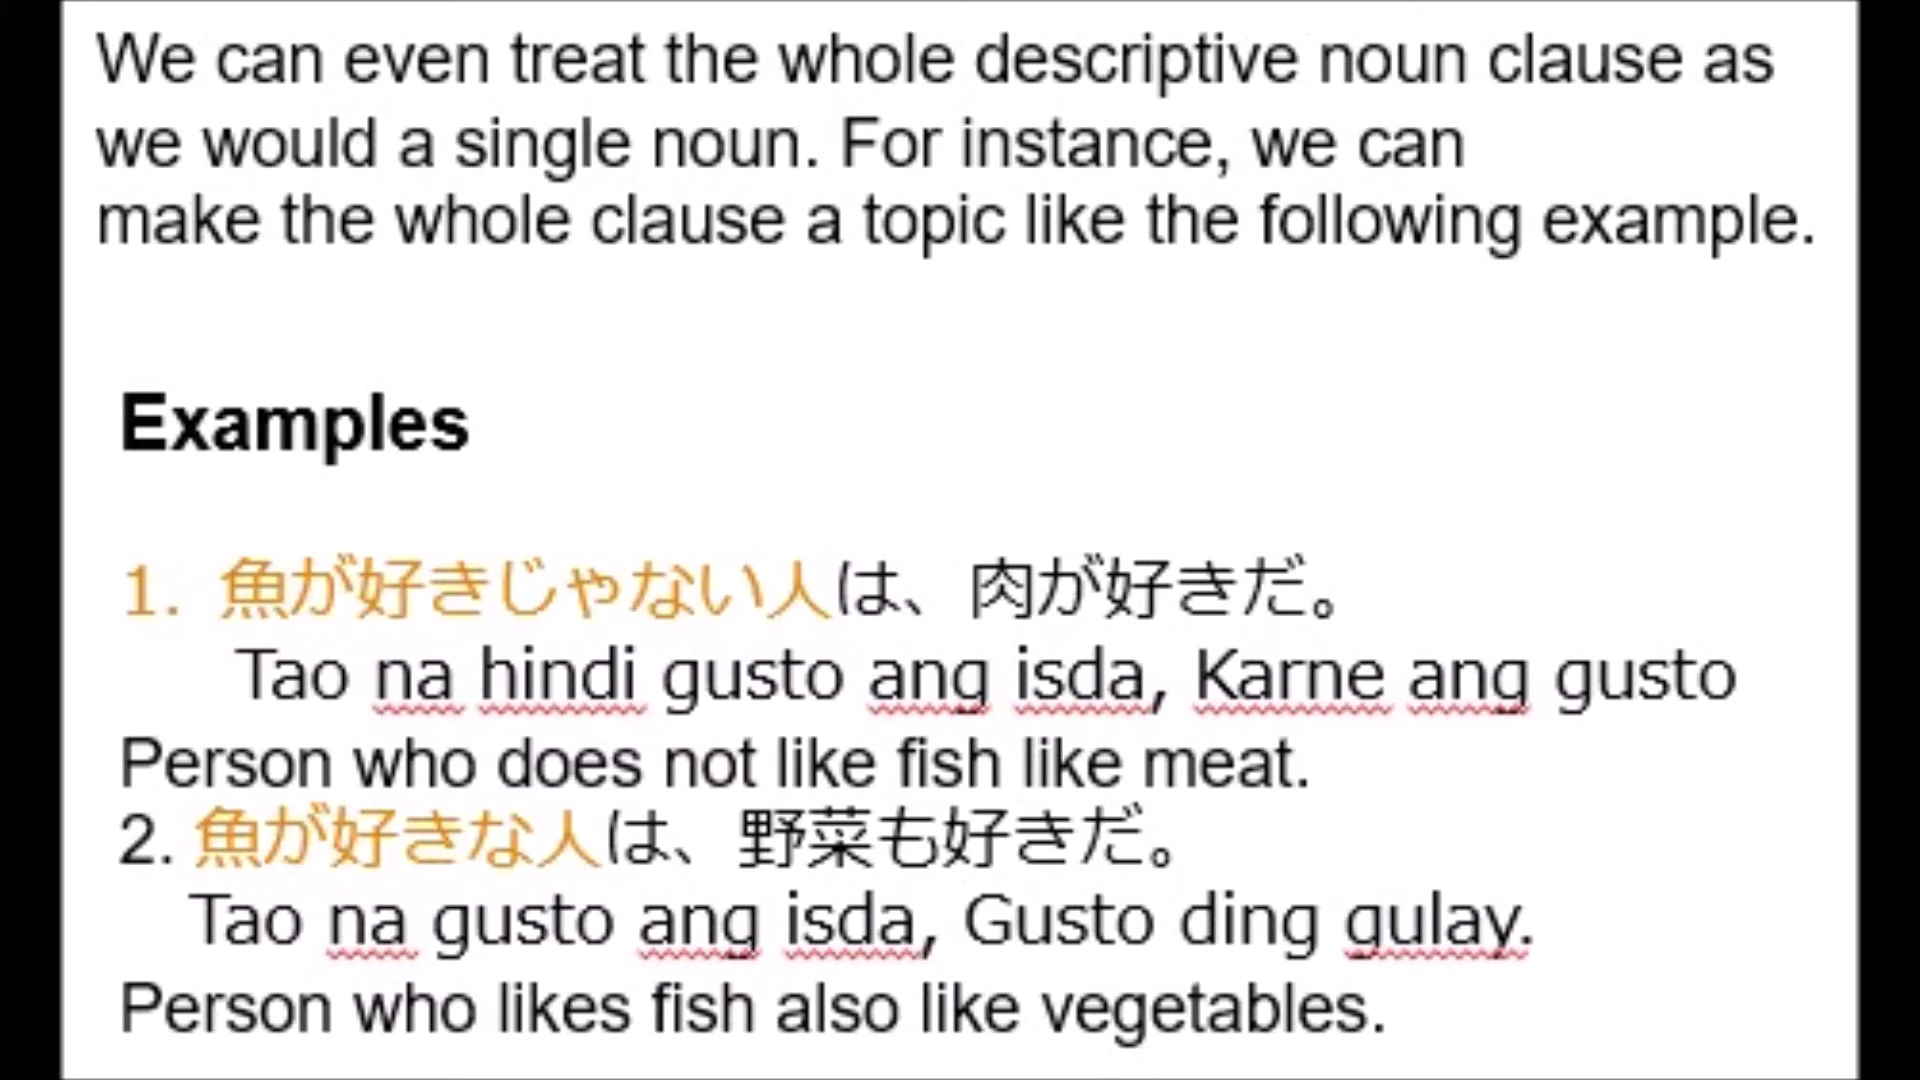 We can even treat the whole descriptive noun clause as
we would a single noun. For instance, we can
make the whole clause a topic like the following example.
Examples
1. 魚が好きじゃない人は、肉が好きだ。
Tao na hindi gusto ang isda, Karne ang gusto
Person who does not like fish like meat.
2. 魚が好きな人は、野菜も好きだ。
Tao na gusto ang isda, Gusto ding gulay.
Person who likes fish also like vegetables.